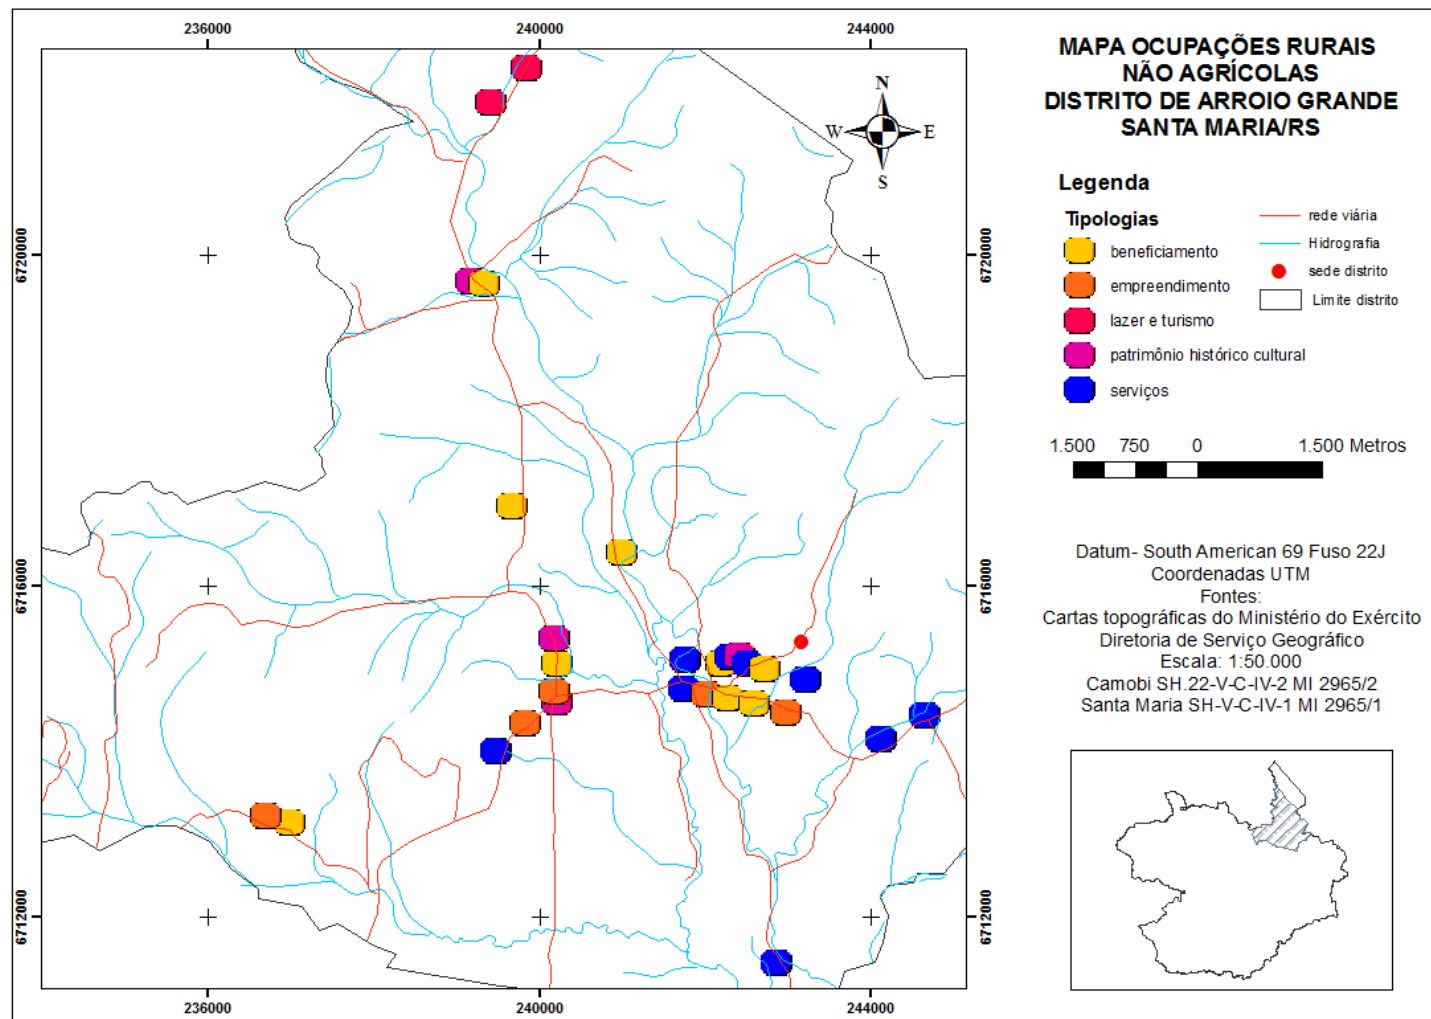 236000
240000
244000
6720000
6716000
6712000
6720000
6716000
6712000
236000
240000
244000
N
W
E
S
MAPA OCUPAÇÕES RURAIS
NÃO AGRÍCOLAS
DISTRITO DE ARROIO GRANDE
SANTA MARIA/RS
Legenda
Tipologias
beneficiamento
empreendimento
lazer e turismo
patrimônio histórico cultural
serviços
rede viária
Hidrografia
sede distrito
Limite distrito
1.500 750 0 1.500 Metros
Datum- South American 69 Fuso 22J
Coordenadas UTM
Fontes:
Cartas topográficas do Ministério do Exército
Diretoria de Serviço Geográfico
Escala: 1:50.000
Camobi SH.22-V-C-IV-2 MI 2965/2
Santa Maria SH-V-C-IV-1 MI 2965/1